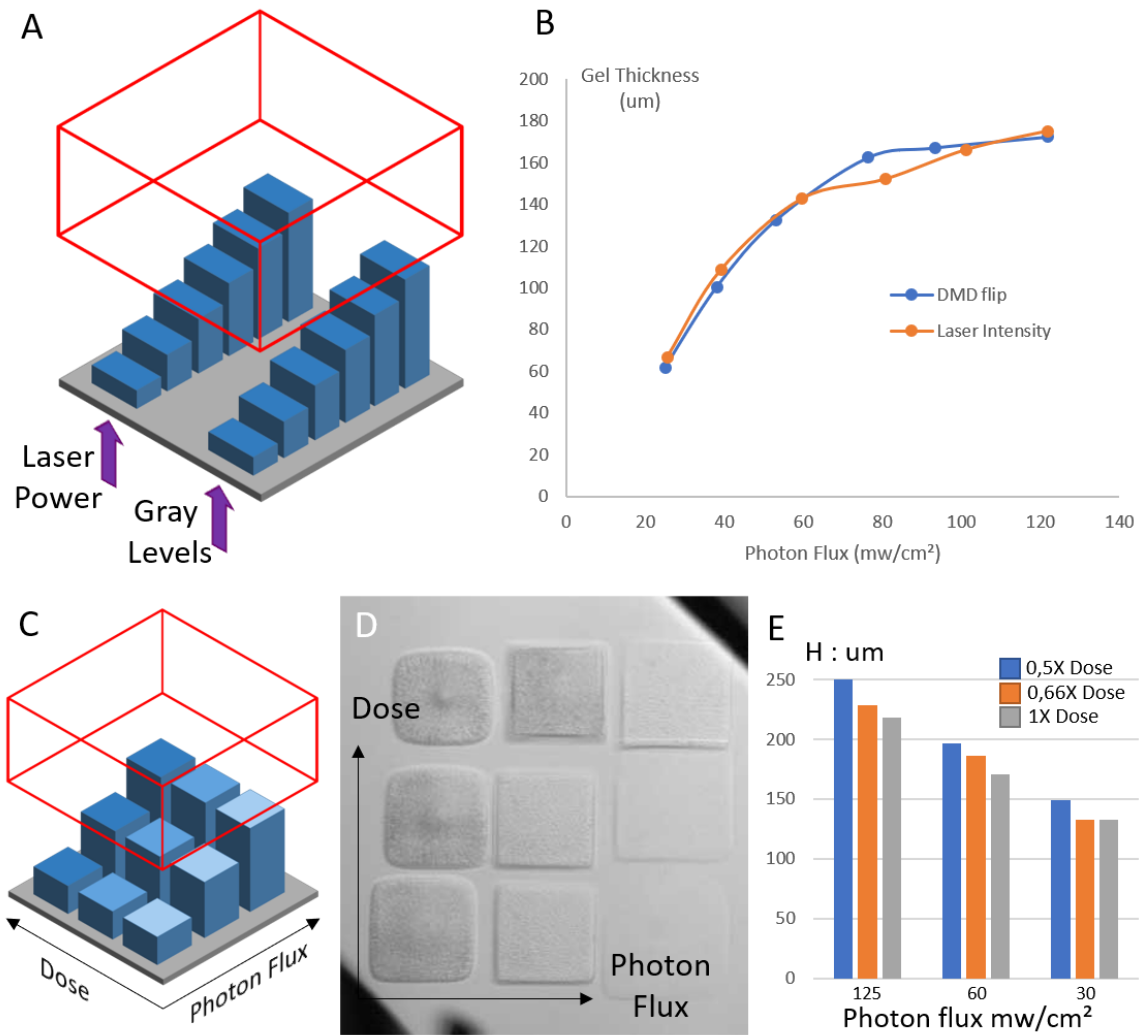 A
Laser
Power
Gray
Levels
B
Gel Thickness
(um)
200
180
160
140
120
100
80
60
40
20
0
0 20 40 60 80 100 120 140
Photon Flux (mw/cm²)
DMD flip
Laser Intensity
C
Dose
Photon Flux
D
Dose
Photon
Flux
E
H : um
0,5X Dose
0,66X Dose
1X Dose
250
200
150
100
50
0
125 60 30
Photon flux mw/cm²